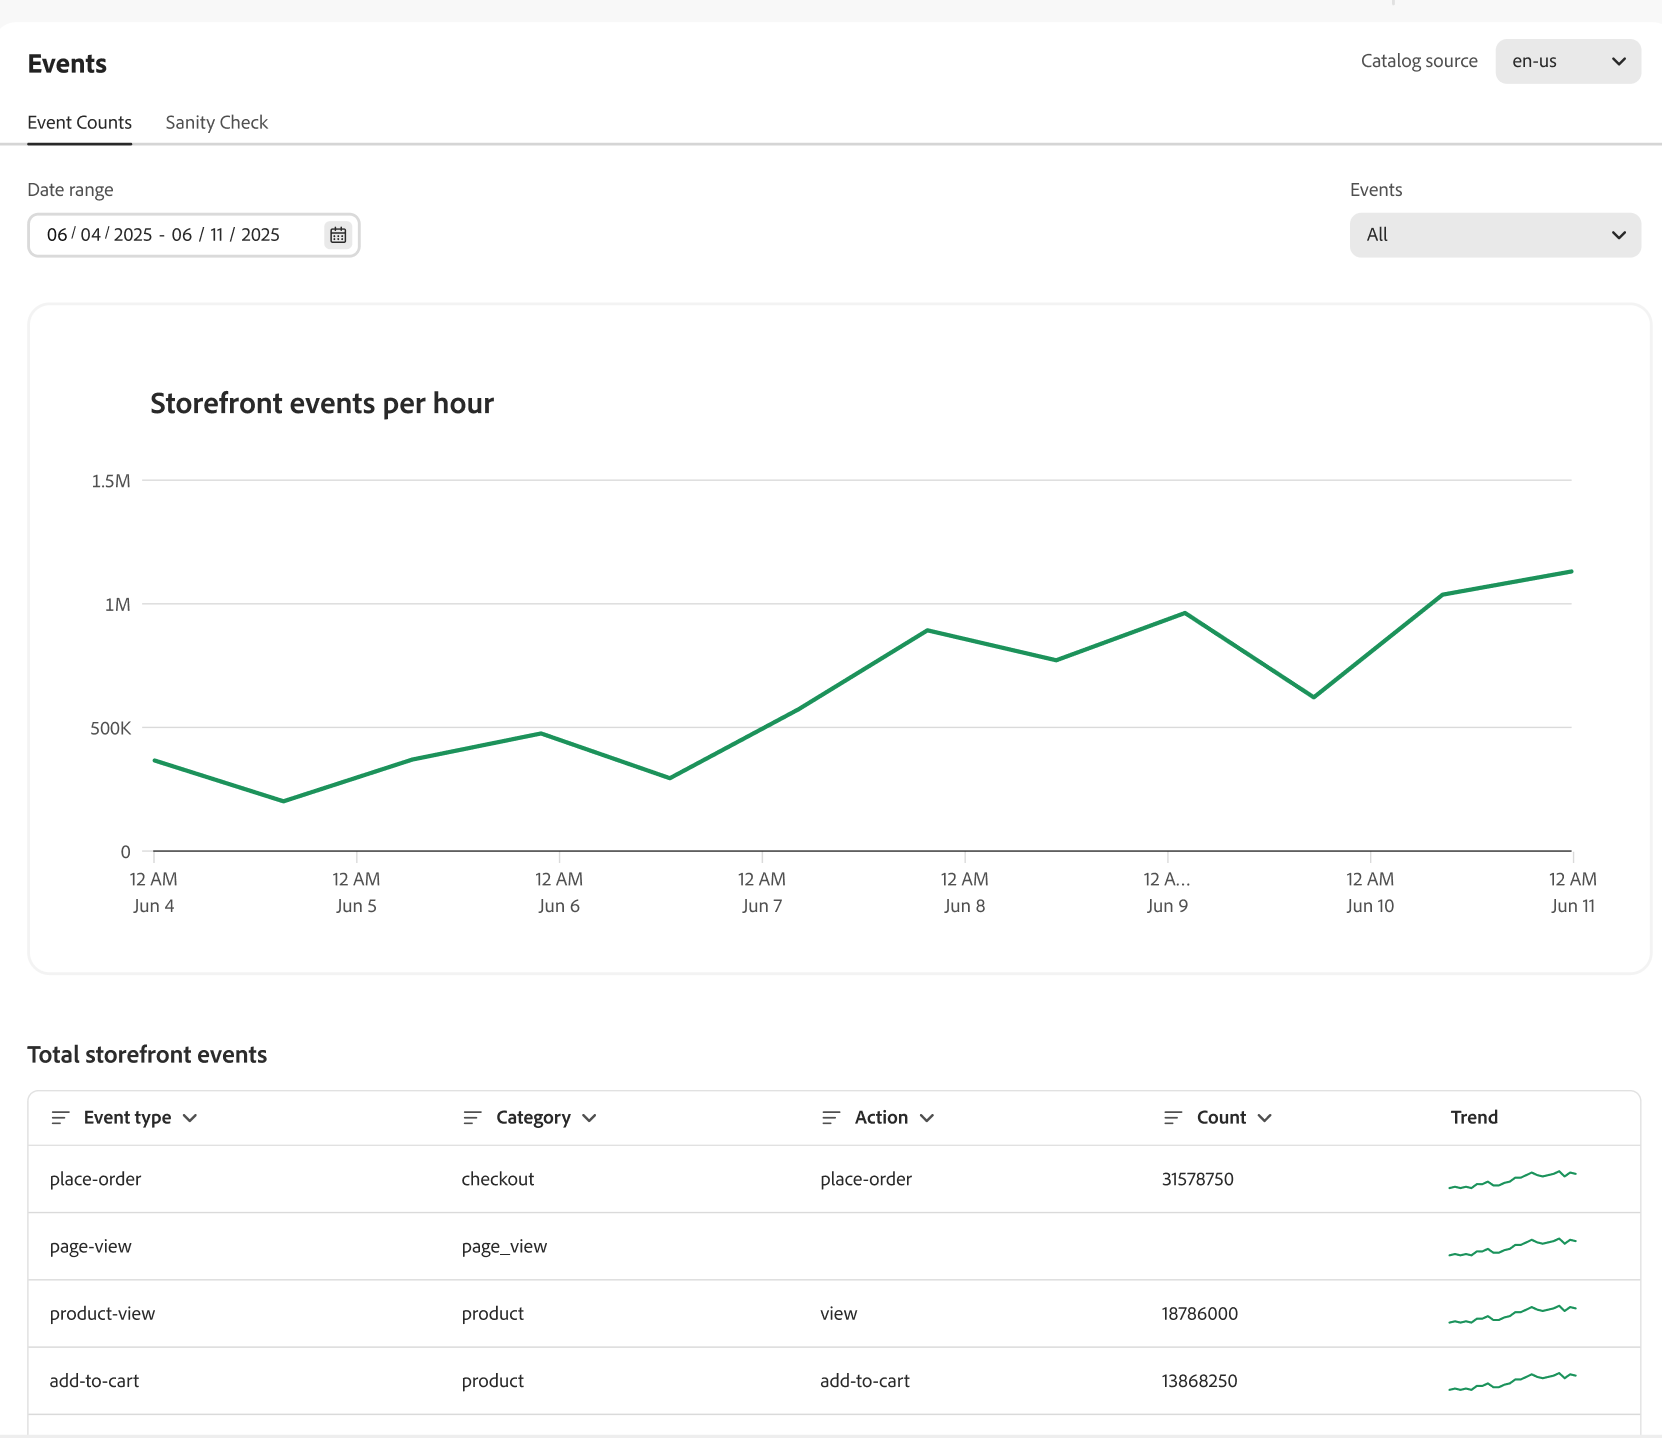 Events
Catalog source en-us
Event Counts Sanity Check
Date range Events
06 / 04 / 2025 - 06 / 11 / 2025 All
Storefront events per hour
1.5M
1M
500K
0
12 AM 12 AM 12 AM 12 AM 12 AM 12 A... 12 AM 12 AM
Jun 4 Jun 5 Jun 6 Jun 7 Jun 8 Jun 9 Jun 10 Jun 11
Total storefront events
Event type Category Action Count Trend
place-order checkout place-order 31578750
page-view page_view
product-view product view 18786000
add-to-cart product add-to-cart 13868250